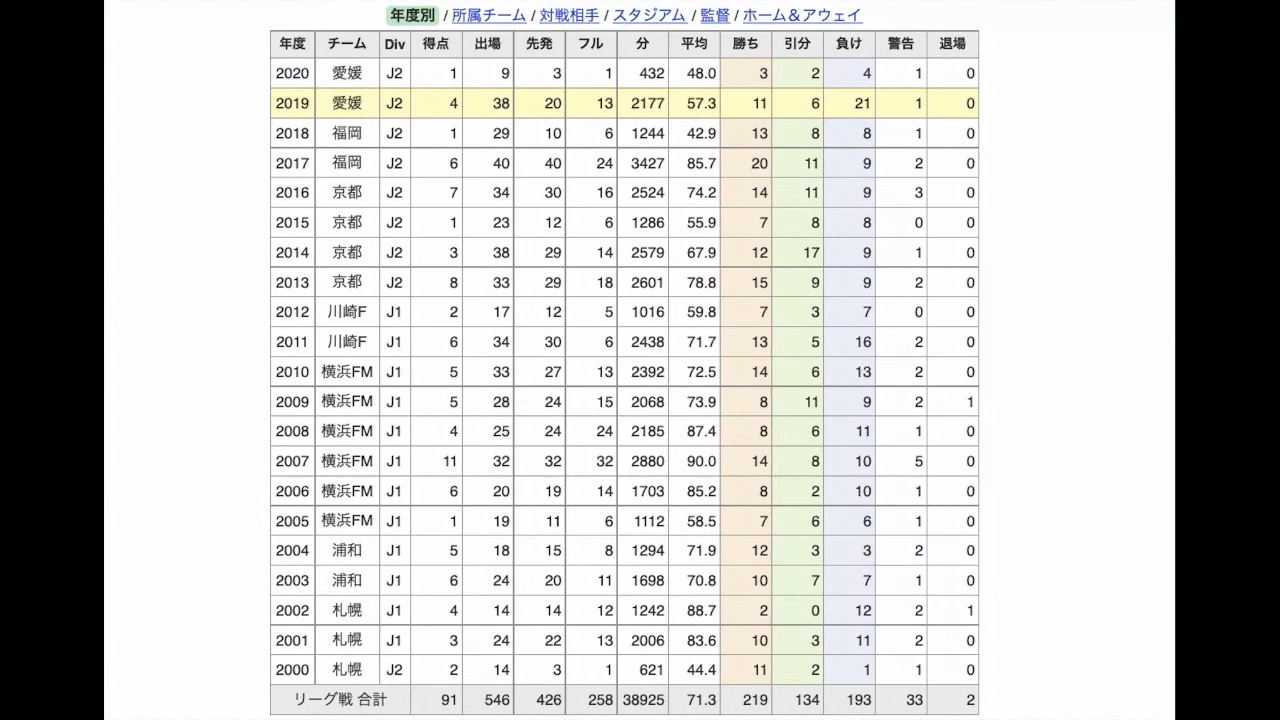 年度別 / 所属チーム / 対戦相手 / スタジアム / 監督 / ホーム＆アウェイ
年度 チーム Div 得点 出場 先発 フル 分 平均 勝ち 引分 負け 警告 退場
2020 愛媛 J2 1 9 3 1 432 48.0 3 2 4 1 0
2019 愛媛 J2 4 38 20 13 2177 57.3 11 6 21 1 0
2018 福岡 J2 1 29 10 6 1244 42.9 13 8 8 1 0
2017 福岡 J2 6 40 40 24 3427 85.7 20 11 9 2 0
2016 京都 J2 7 34 30 16 2524 74.2 14 11 9 3 0
2015 京都 J2 1 23 12 6 1286 55.9 7 8 8 0 0
2014 京都 J2 3 38 29 14 2579 67.9 12 17 9 1 0
2013 京都 J2 8 33 29 18 2601 78.8 15 9 9 2 0
2012 川崎F J1 2 17 12 5 1016 59.8 7 3 7 0 0
2011 川崎F J1 6 34 30 6 2438 71.7 13 5 16 2 0
2010 横浜FM J1 5 33 27 13 2392 72.5 14 6 13 2 0
2009 横浜FM J1 5 28 24 15 2068 73.9 8 11 9 2 1
2008 横浜FM J1 4 25 24 24 2185 87.4 8 6 11 1 0
2007 横浜FM J1 11 32 32 32 2880 90.0 14 8 10 5 0
2006 横浜FM J1 6 20 19 14 1703 85.2 8 2 10 1 0
2005 横浜FM J1 1 19 11 6 1112 58.5 7 6 6 1 0
2004 浦和 J1 5 18 15 8 1294 71.9 12 3 3 2 0
2003 浦和 J1 6 24 20 11 1698 70.8 10 7 7 1 0
2002 札幌 J1 4 14 14 12 1242 88.7 2 0 12 2 1
2001 札幌 J1 3 24 22 13 2006 83.6 10 3 11 2 0
2000 札幌 J2 2 14 3 1 621 44.4 11 2 1 1 0
リーグ戦 合計 91 546 426 258 38925 71.3 219 134 193 33 2